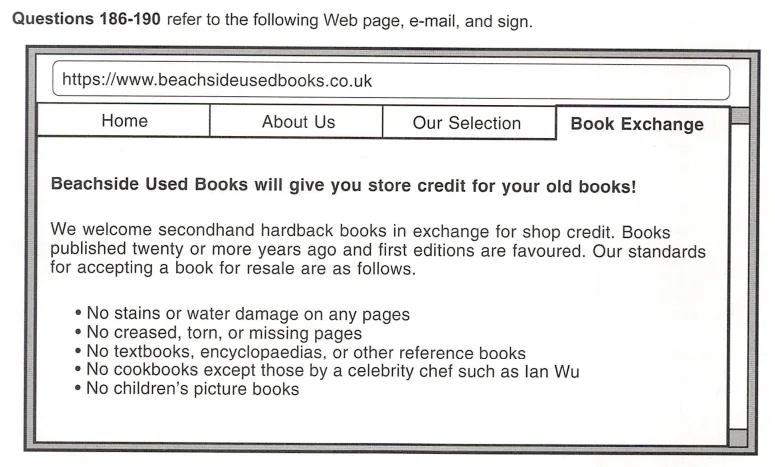 Questions 186-190 refer to the following Web page, e-mail, and sign.
https://www.beachsideusedbooks.co.uk
Home About Us Our Selection Book Exchange
Beachside Used Books will give you store credit for your old books!
We welcome secondhand hardback books in exchange for shop credit. Books
published twenty or more years ago and first editions are favoured. Our standards
for accepting a book for resale are as follows.
• No stains or water damage on any pages
• No creased, torn, or missing pages
• No textbooks, encyclopaedias, or other reference books
• No cookbooks except those by a celebrity chef such as Ian Wu
• No children's picture books